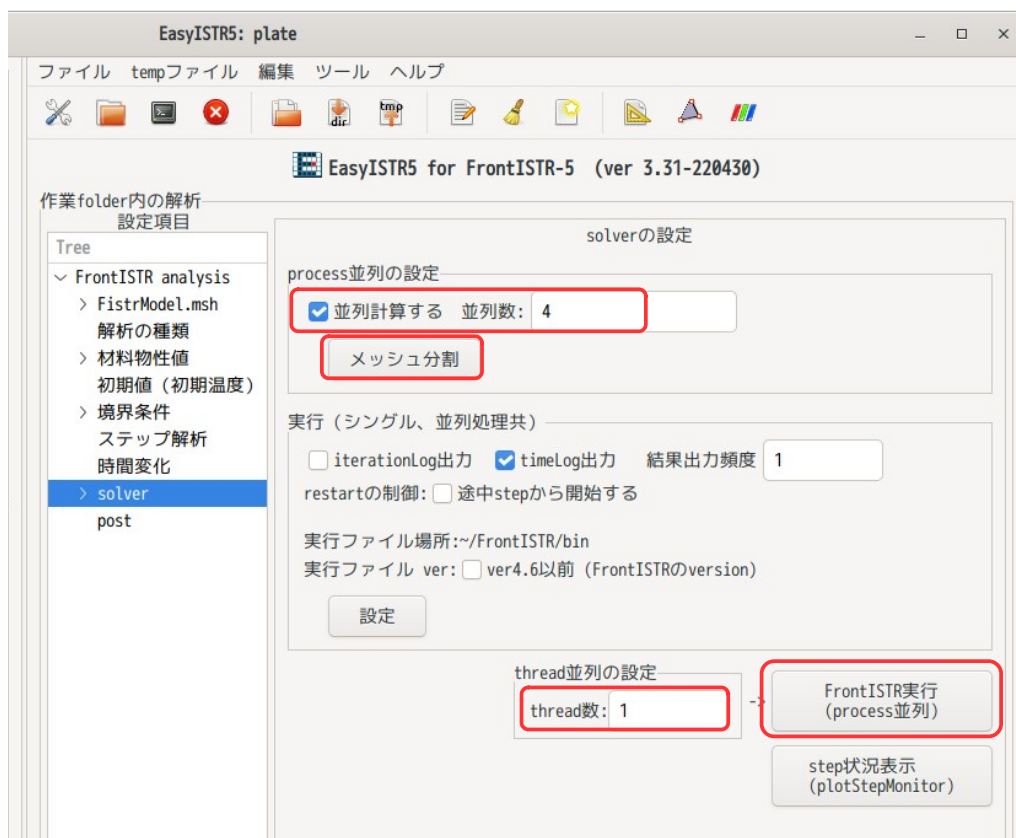 EasyISTR5: plate
ファイル tempファイル 編集 ツール ヘルプ
dir tmp
EasyISTR5 for FrontISTR-5 (ver 3.31-220430)
作業folder内の解析
設定項目
Tree
FrontISTR analysis
FistrModel.msh
解析の種類
材料物性値
初期値（初期温度）
境界条件
ステップ解析
時間変化
solver
post
solverの設定
process並列の設定
並列計算する 並列数: 4
メッシュ分割
実行（シングル、並列処理共）
iterationLog出力 timeLog出力 結果出力頻度 1
restartの制御: 途中stepから開始する
実行ファイル場所:~/FrontISTR/bin
実行ファイル ver: ver4.6以前 (FrontISTRのversion)
設定
thread並列の設定
thread数: 1
->
FrontISTR実行
(process並列)
step状況表示
(plotStepMonitor)